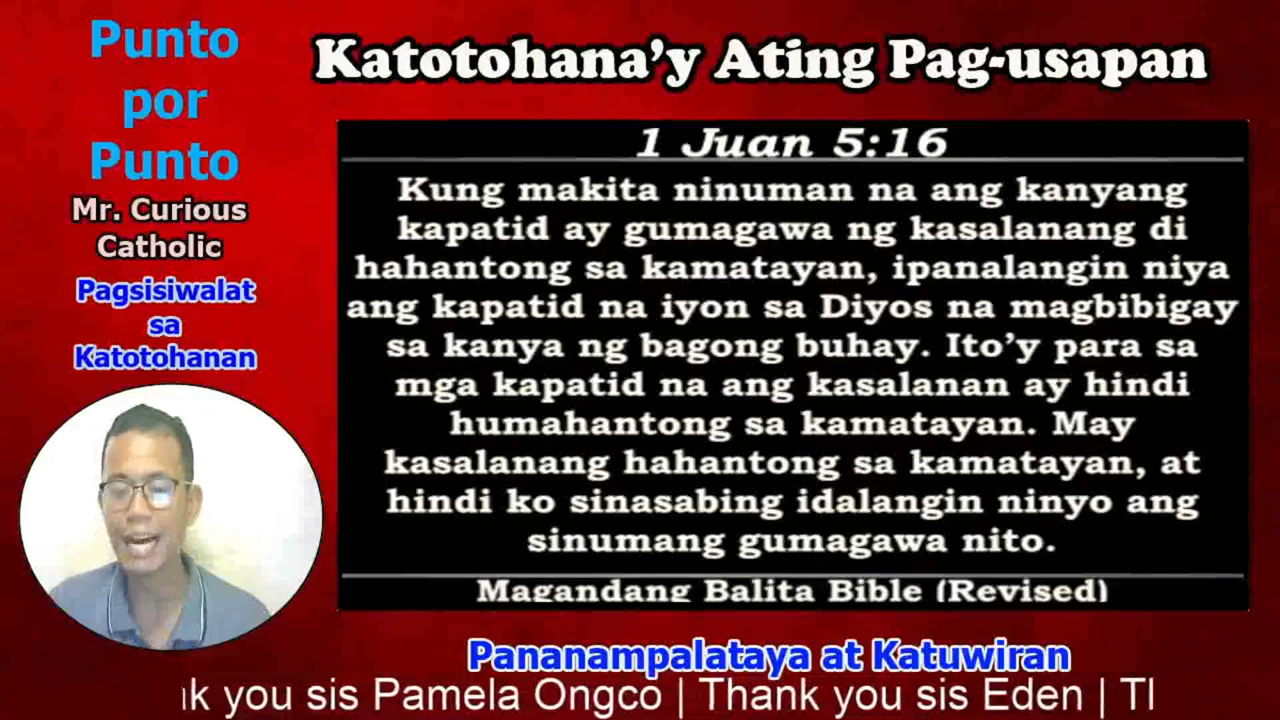 Punto
por
Punto
Mr. Curious
Catholic
Pagsisiwalat
sa
Katotohanan
Katotohana’y Ating Pag-usapan
1 Juan 5:16
Kung makita ninuman na ang kanyang
kapatid ay gumagawa ng kasalanang di
hahantong sa kamatayan, ipanalangin niya
ang kapatid na iyon sa Diyos na magbibigay
sa kanya ng bagong buhay. Ito’y para sa
mga kapatid na ang kasalanan ay hindi
humahantong sa kamatayan. May
kasalanang hahantong sa kamatayan, at
hindi ko sinasabing idalangin ninyo ang
sinumang gumagawa nito.
Magandang Balita Bible (Revised)
Pananampalataya at Katuwiran
you sis Pamela Ongco | Thank you sis Eden |